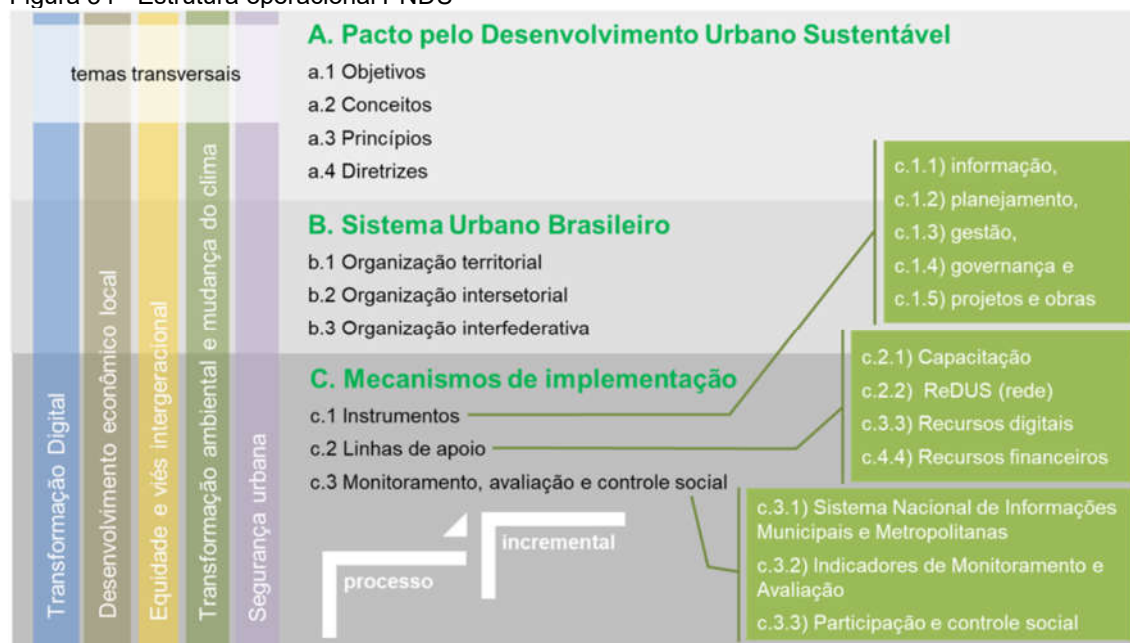 temas transversais
Transformação Digital
Desenvolvimento econômico local
Equidade e viés intergeracional
Transformação ambiental e mudança do clima
Segurança urbana
A. Pacto pelo Desenvolvimento Urbano Sustentável
a.1 Objetivos
a.2 Conceitos
a.3 Princípios
a.4 Diretrizes
B. Sistema Urbano Brasileiro
b.1 Organização territorial
b.2 Organização intersetorial
b.3 Organização interfederativa
C. Mecanismos de implementação
c.1 Instrumentos
c.2 Linhas de apoio
c.3 Monitoramento, avaliação e controle social
processo
incremental
c.1.1) informação,
c.1.2) planejamento,
c.1.3) gestão,
c.1.4) governança e
c.1.5) projetos e obras
c.2.1) Capacitação
c.2.2) ReDUS (rede)
c.3.3) Recursos digitais
c.4.4) Recursos financeiros
c.3.1) Sistema Nacional de Informações
Municipais e Metropolitanas
c.3.2) Indicadores de Monitoramento e
Avaliação
c.3.3) Participação e controle social